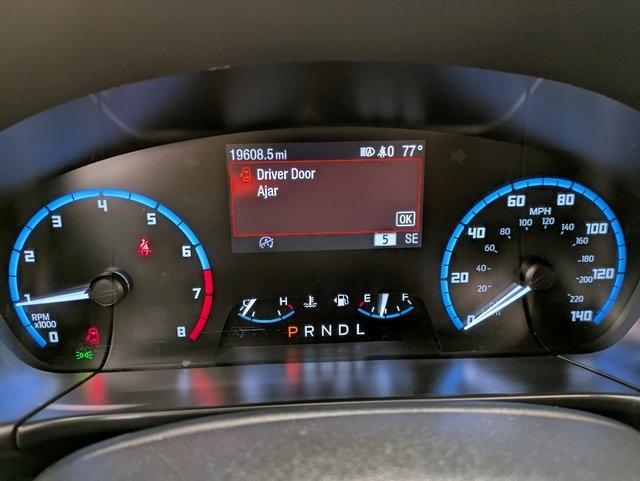 19608.5 mi A 0 77°
Driver Door
Ajar
OK
5 SE
0 1 2 3 4 5 6 7 8
RPM
x1000
C H E F
P R N D L
0 20 40 60 80 100 120 140
MPH
20 40 60 80 100 120 140 160 180 200 220